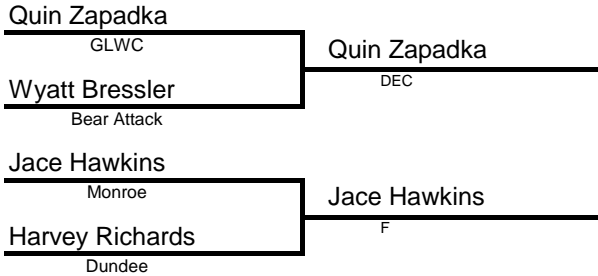 Quin Zapadka
GLWC
Wyatt Bressler
Bear Attack
Quin Zapadka
DEC
Jace Hawkins
Monroe
Harvey Richards
Dundee
Jace Hawkins
F